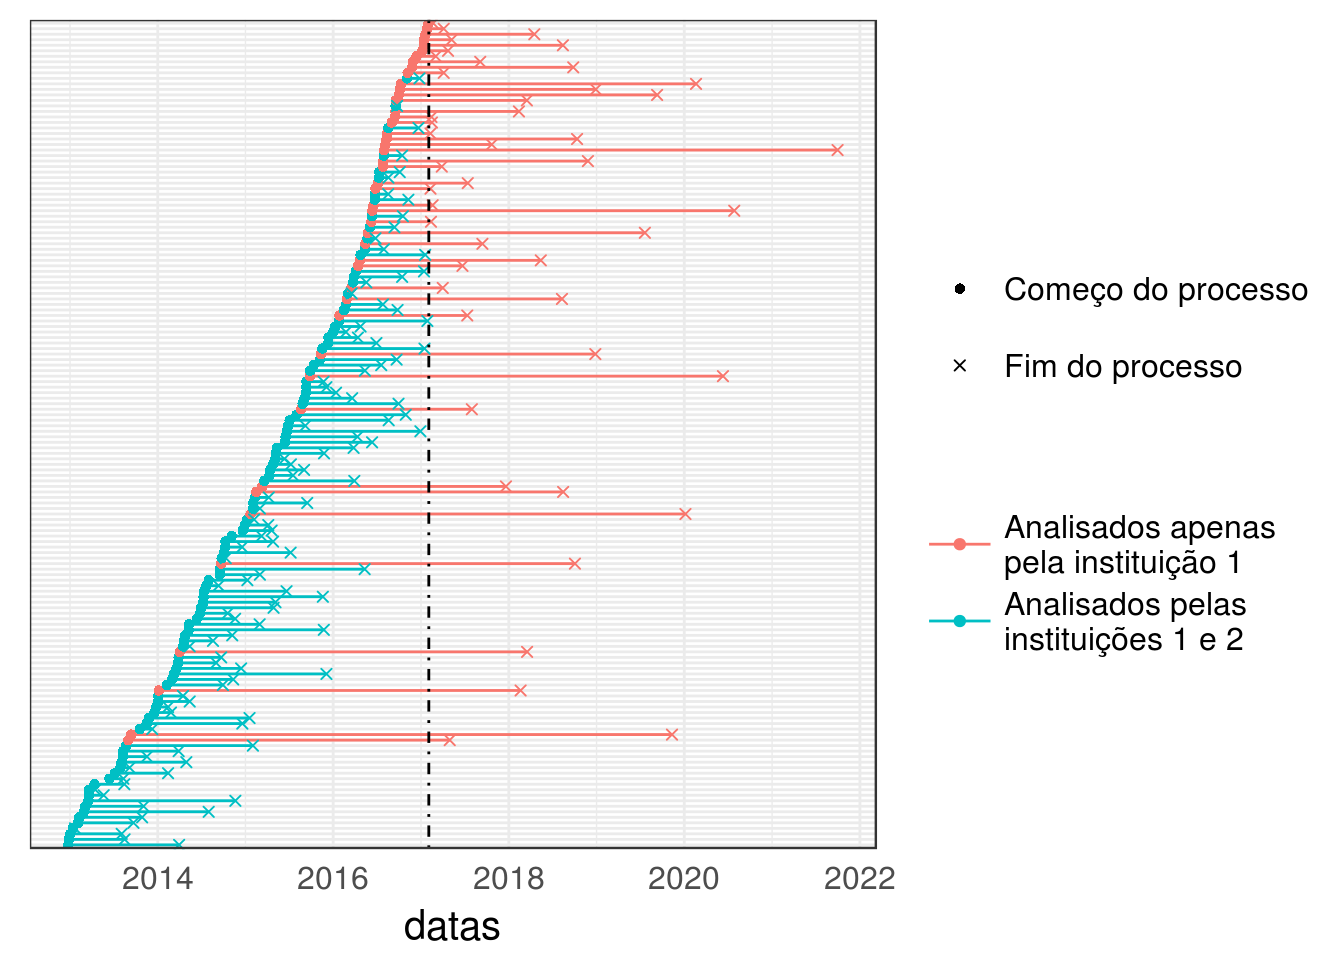 2014 2016 2018 2020 2022
datas
Começo do processo
Fim do processo
Analisados apenas
pela instituição 1
Analisados pelas
instituições 1 e 2